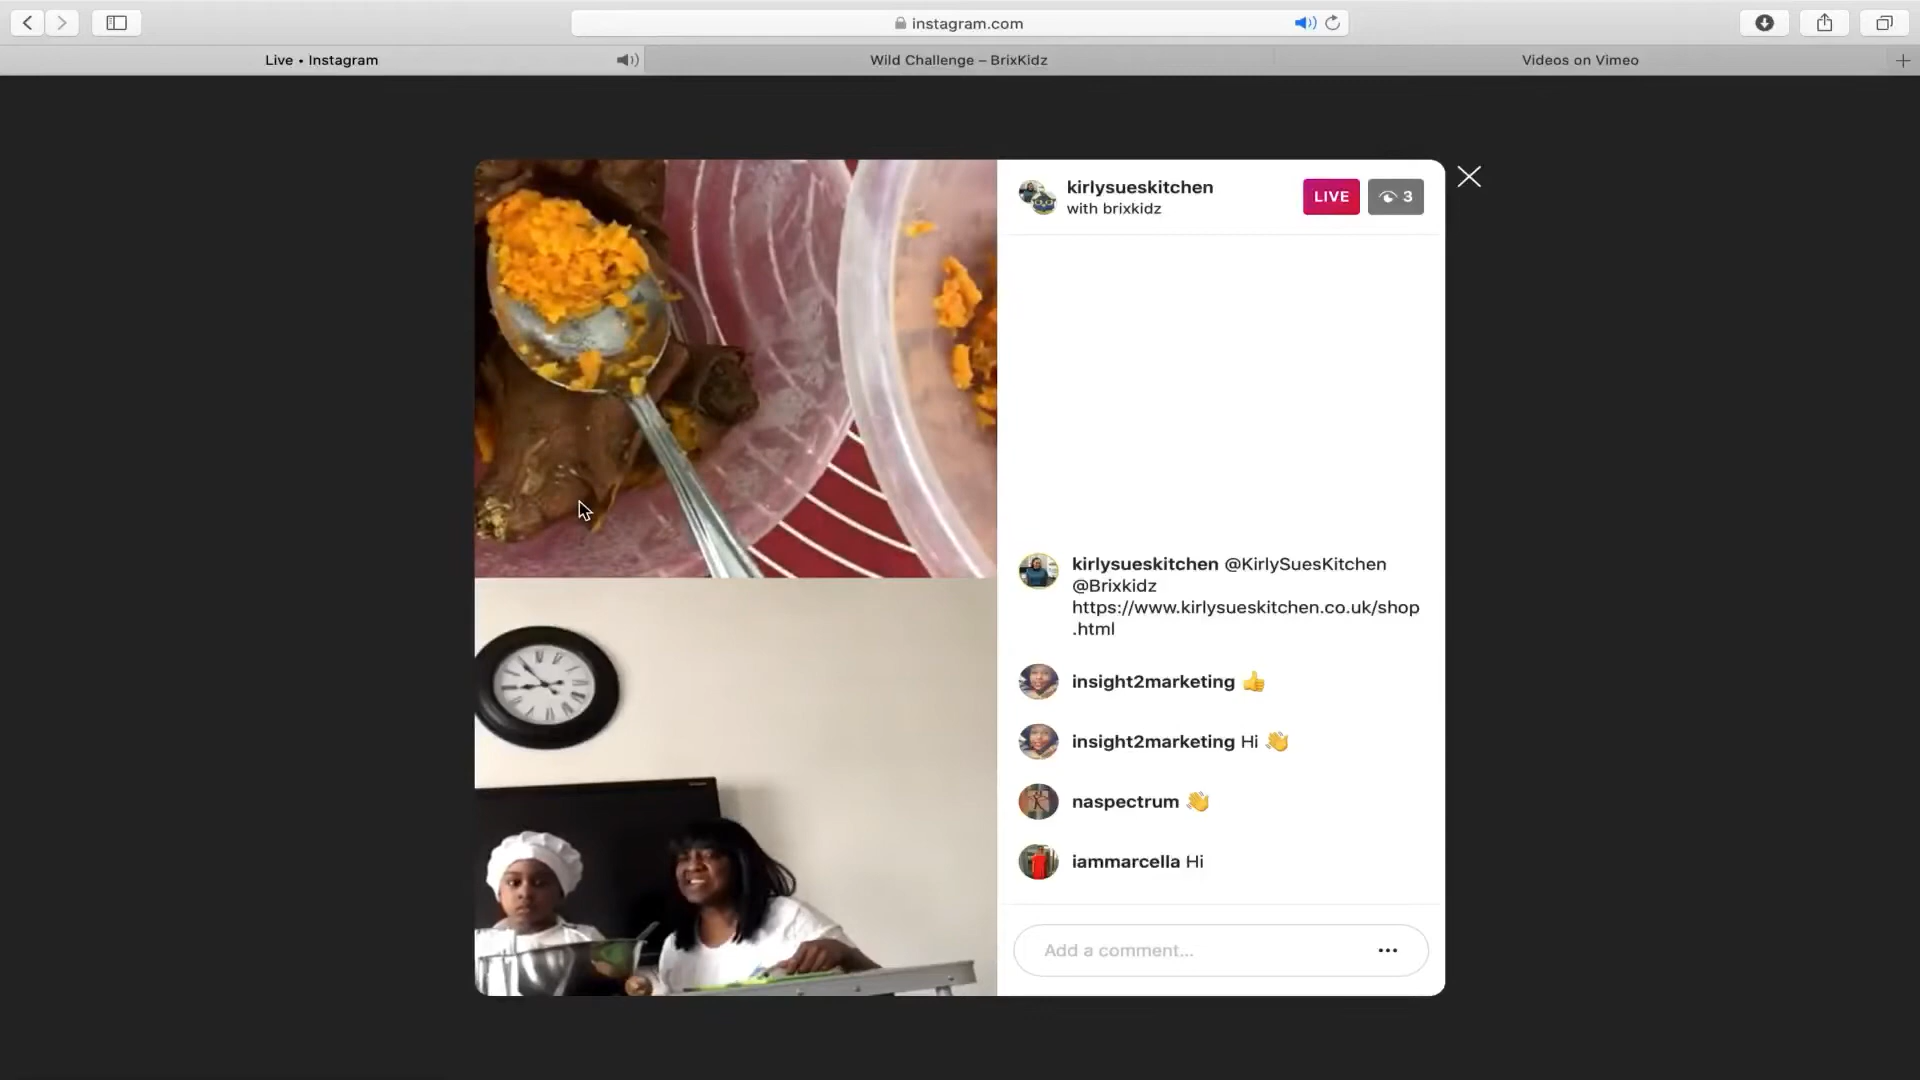 instagram.com
Live • Instagram
Wild Challenge – BrixKidz
Videos on Vimeo
kirlysueskitchen
with brixkidz
LIVE
3
kirlysueskitchen @KirlySuesKitchen
@Brixkidz
https://www.kirlysueskitchen.co.uk/shop
.html
insight2marketing 👍
insight2marketing Hi 👋
naspectrum 👋
iammarcella Hi
Add a comment...